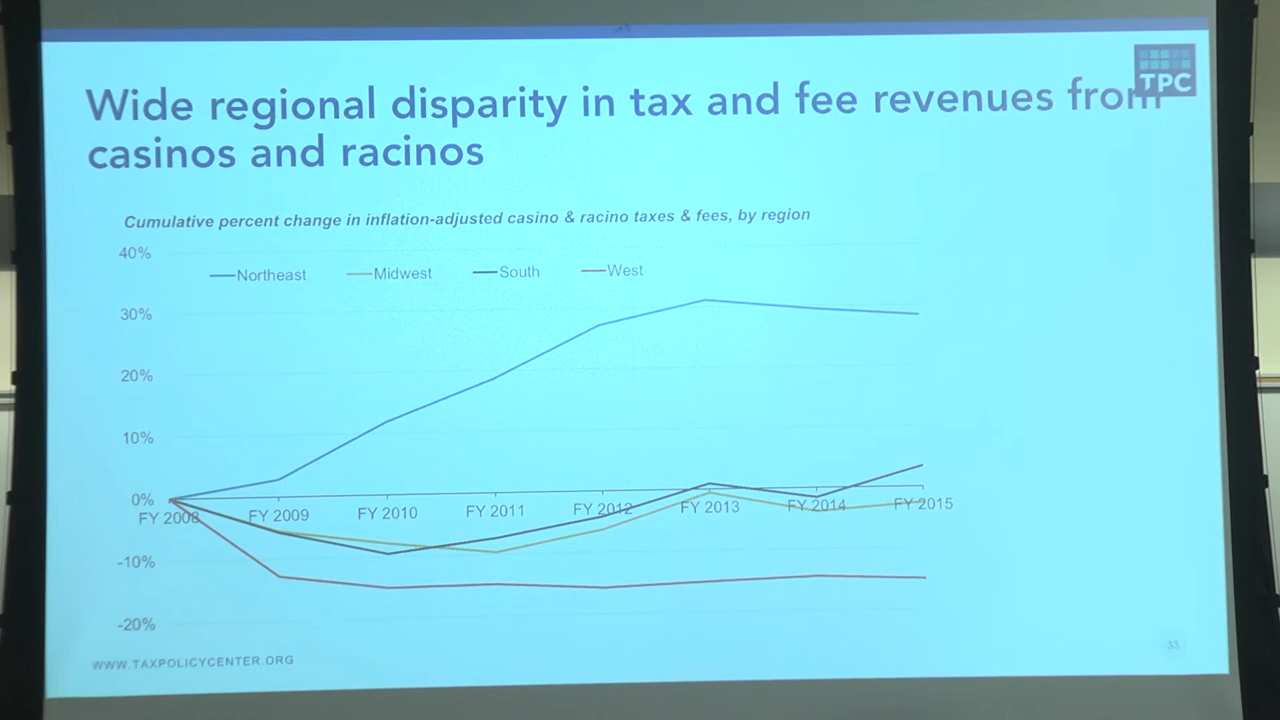 TPC
Wide regional disparity in tax and fee revenues from
casinos and racinos
Cumulative percent change in inflation-adjusted casino & racino taxes & fees, by region
40%
Northeast Midwest South West
30%
20%
10%
0%
FY 2008 FY 2009 FY 2010 FY 2011 FY 2012 FY 2013 FY 2014 FY 2015
-10%
-20%
WWW.TAXPOLICYCENTER.ORG
33